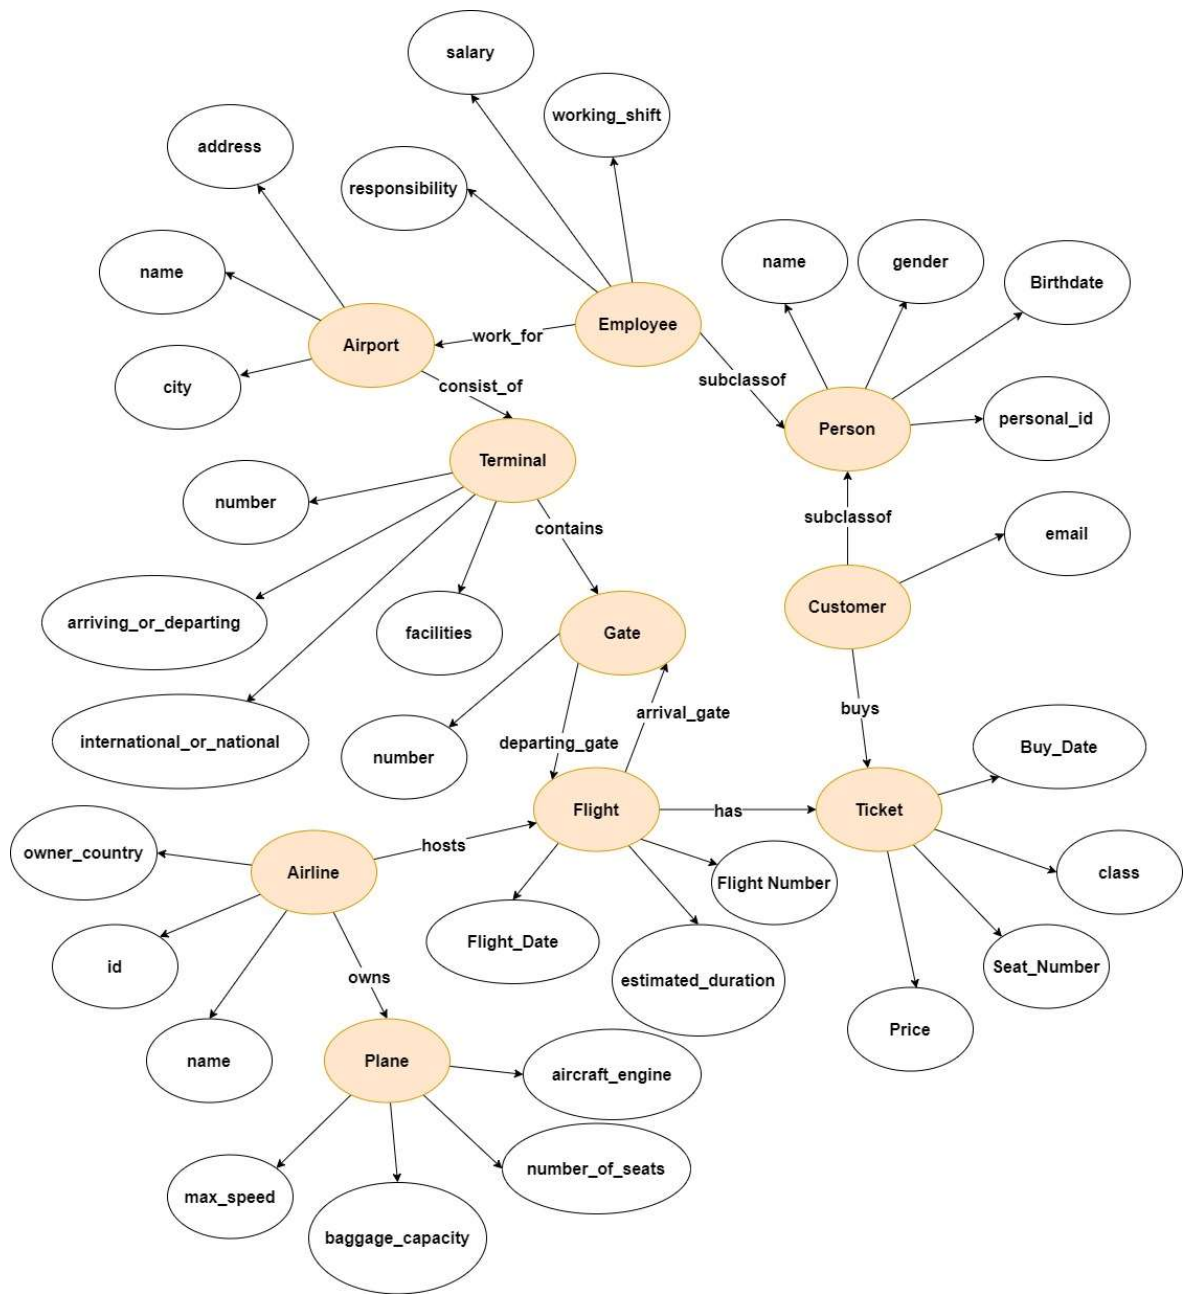 salary
working_shift
address
responsibility
name
gender
name
Birthdate
Employee
work_for
Airport
subclassof
city
consist_of
Person
personal_id
Terminal
number
subclassof
contains
email
Customer
arriving_or_departing
facilities
Gate
buys
arrival_gate
international_or_national
departing_gate
number
Buy_Date
Flight
has
Ticket
hosts
owner_country
Airline
class
Flight Number
Flight_Date
id
Seat_Number
owns
estimated_duration
Price
name
Plane
aircraft_engine
number_of_seats
max_speed
baggage_capacity